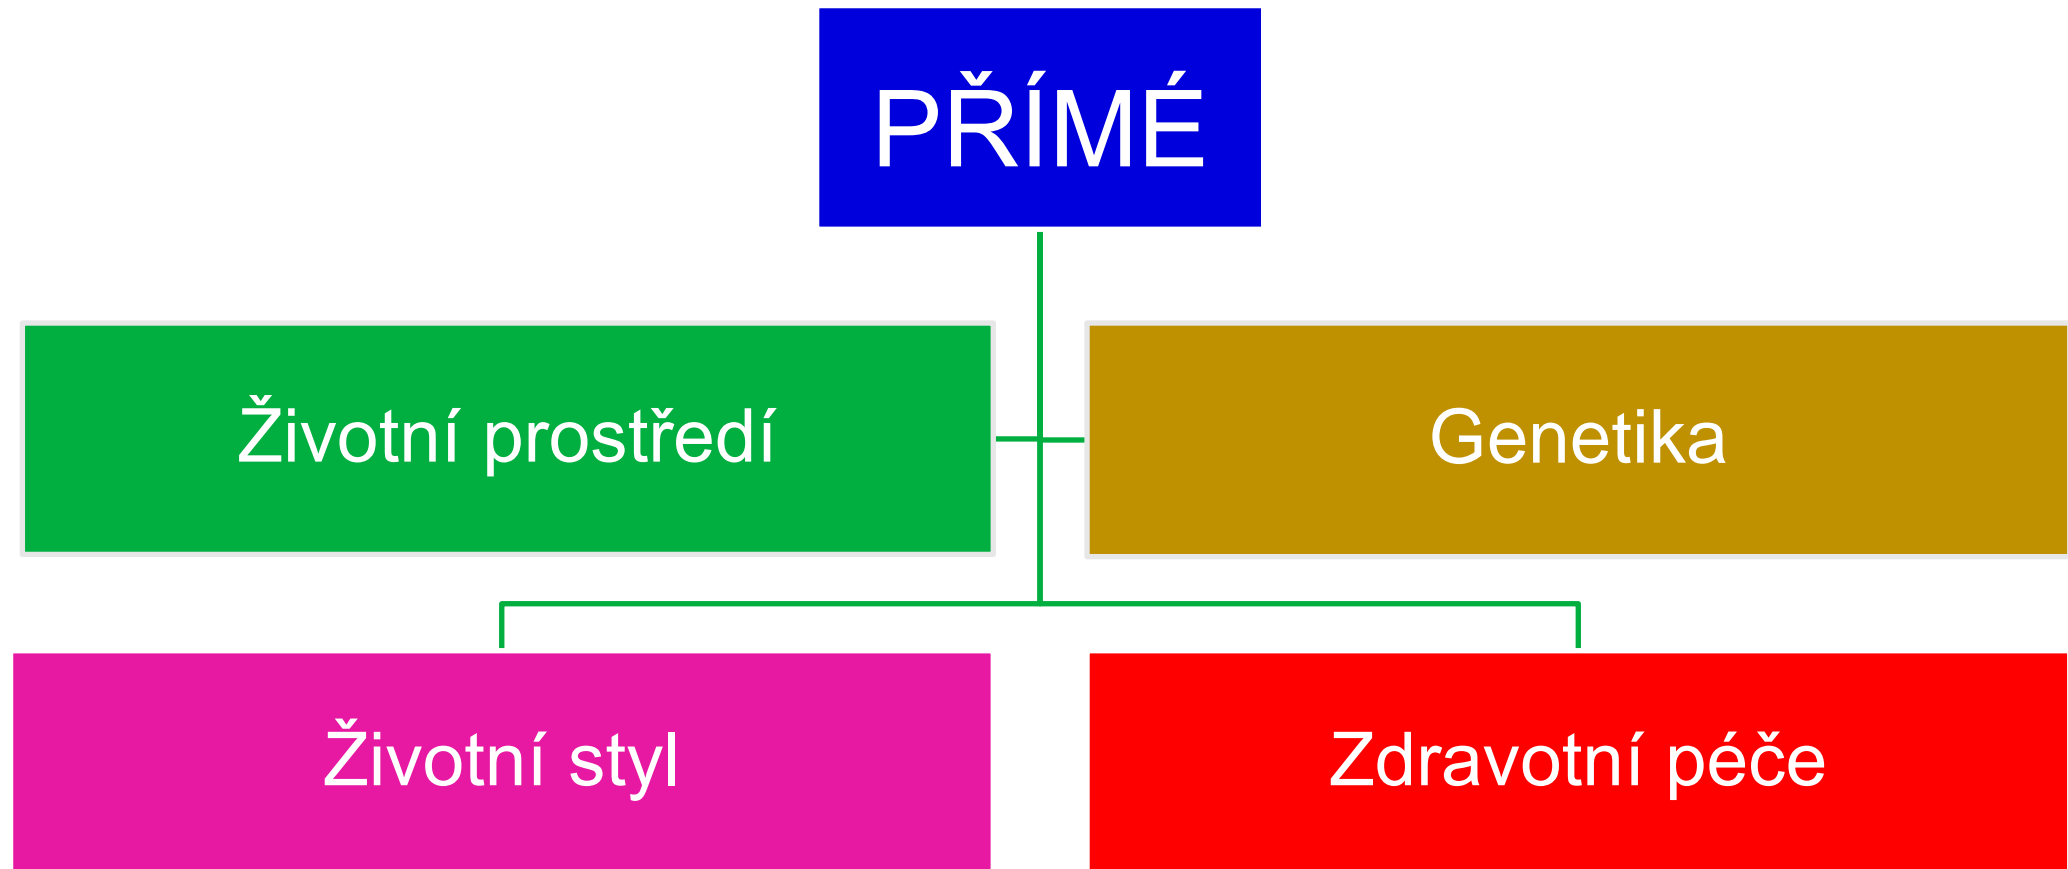 PŘÍMÉ
Životní prostředí
Genetika
Životní styl
Zdravotní péče